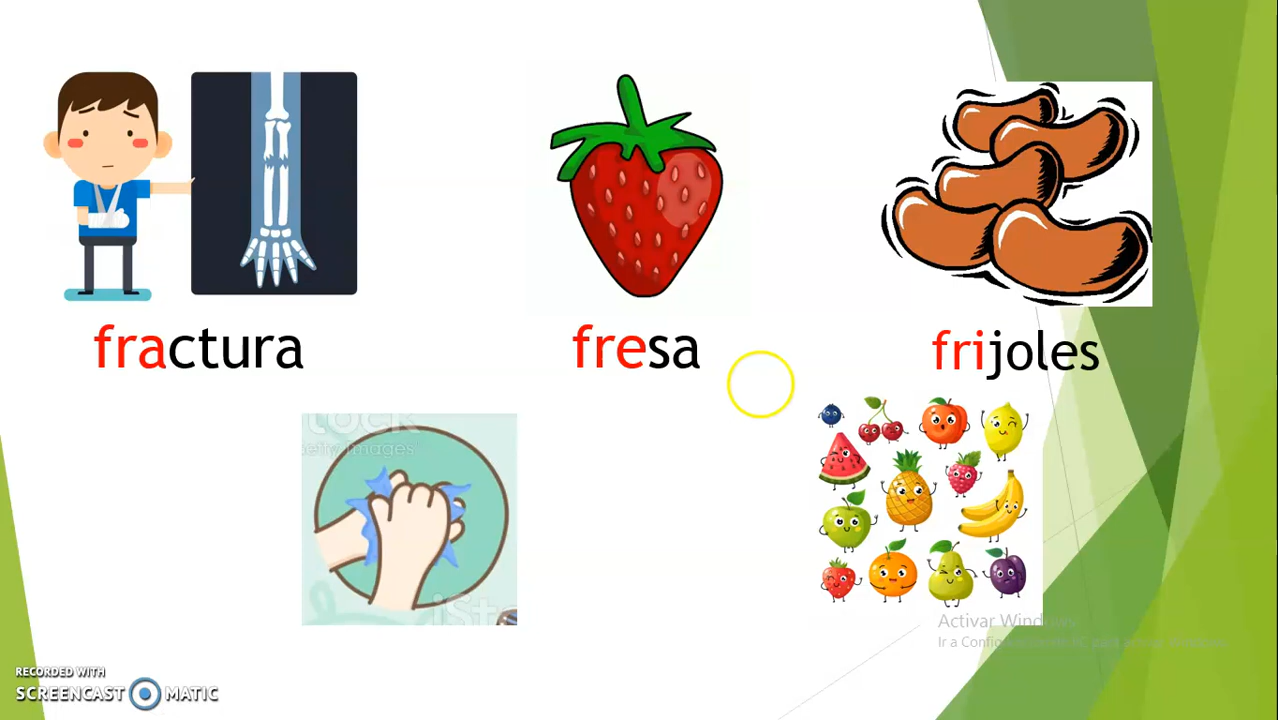 fractura
fresa
frijoles
Activar Windows
RECORDED WITH
SCREENCAST MATIC